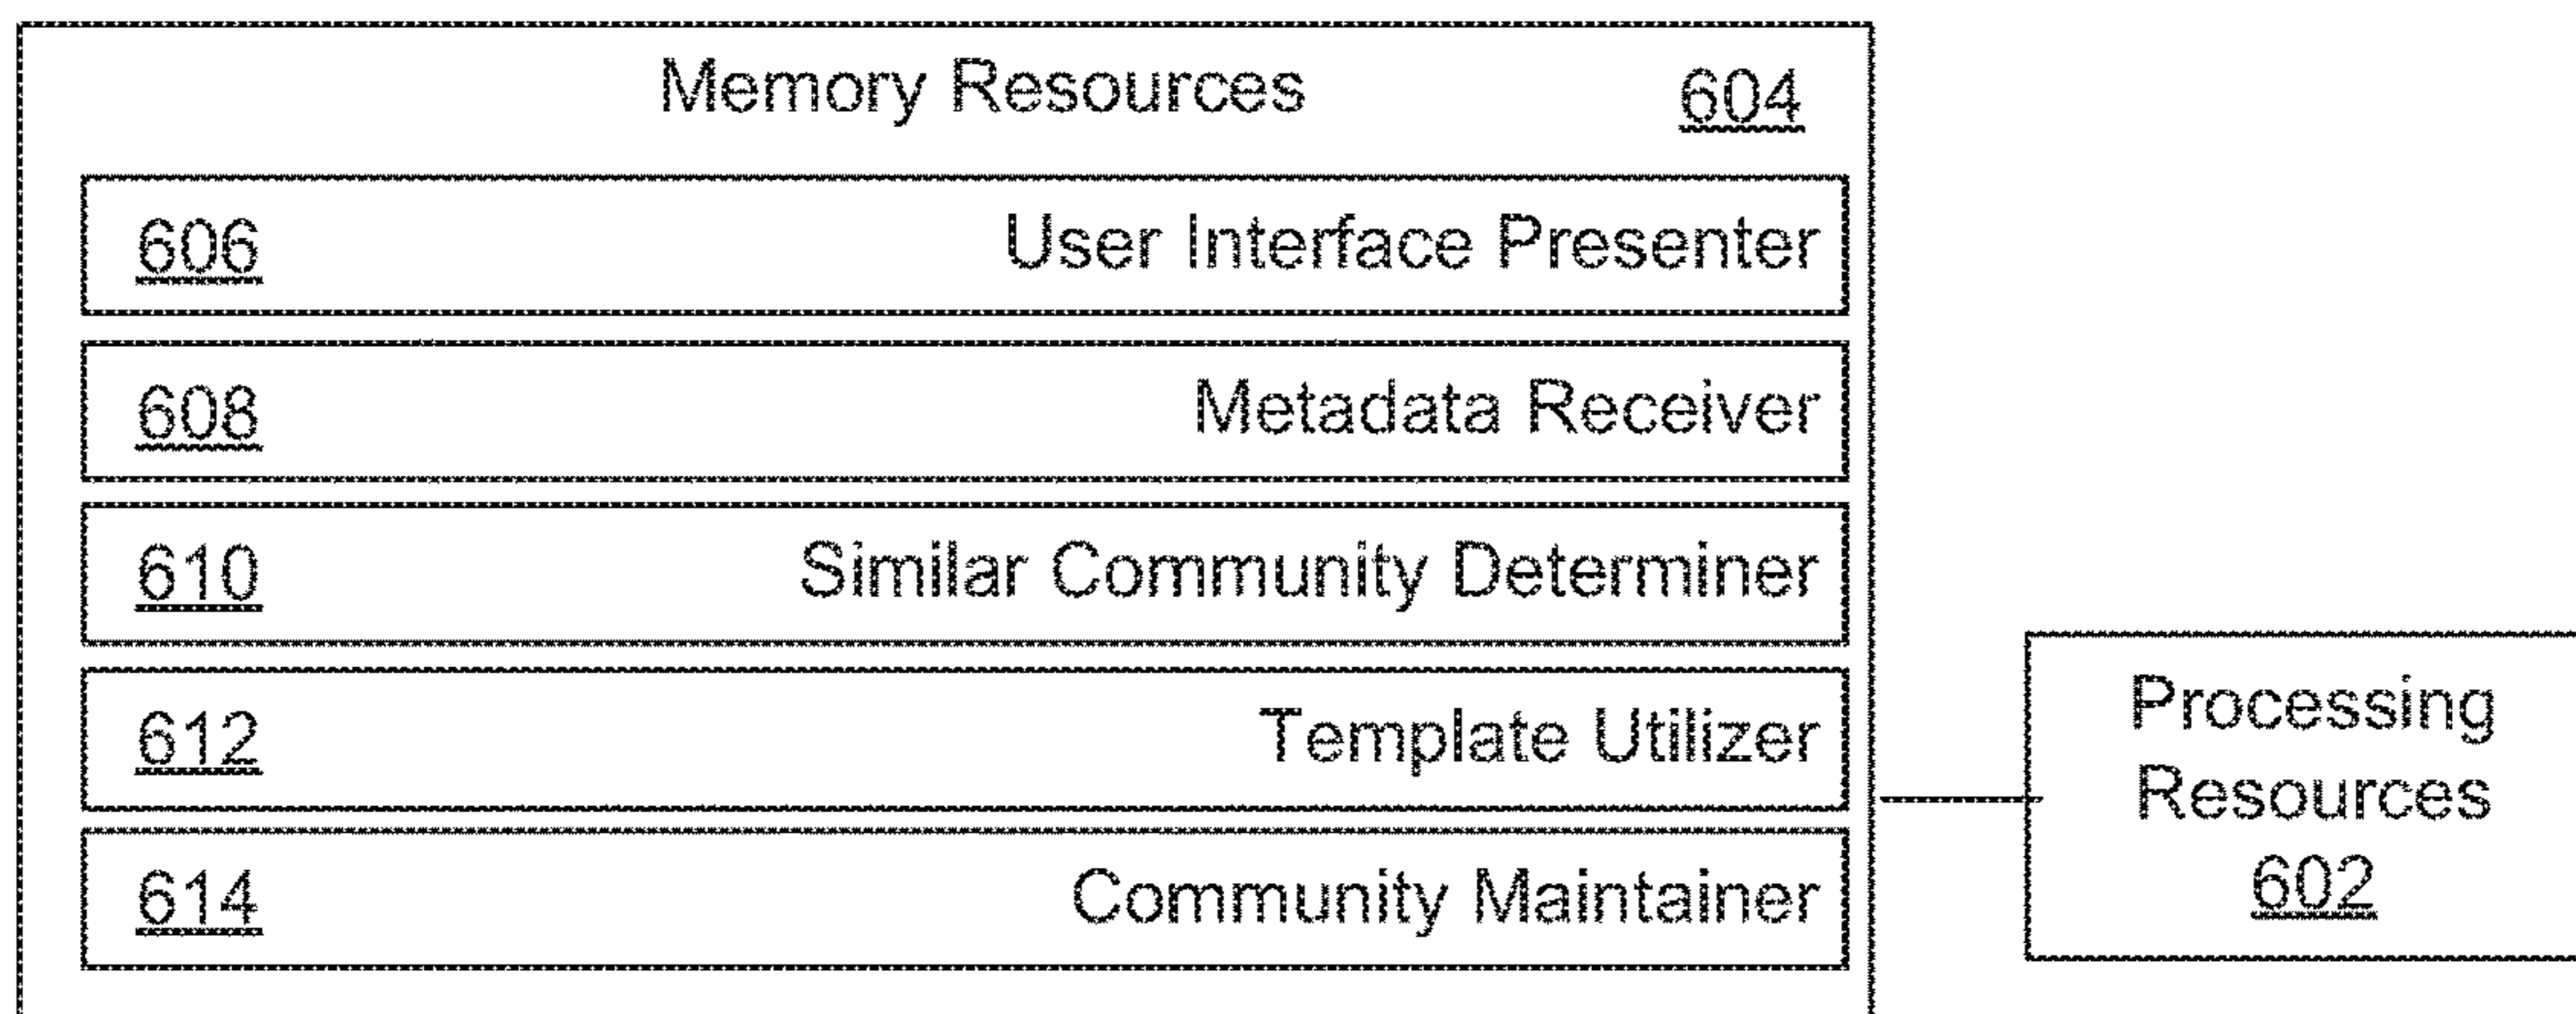 Memory Resources 604
606 User Interface Presenter
608 Metadata Receiver
610 Similar Community Determiner
612 Template Utilizer
614 Community Maintainer
Processing
Resources
602